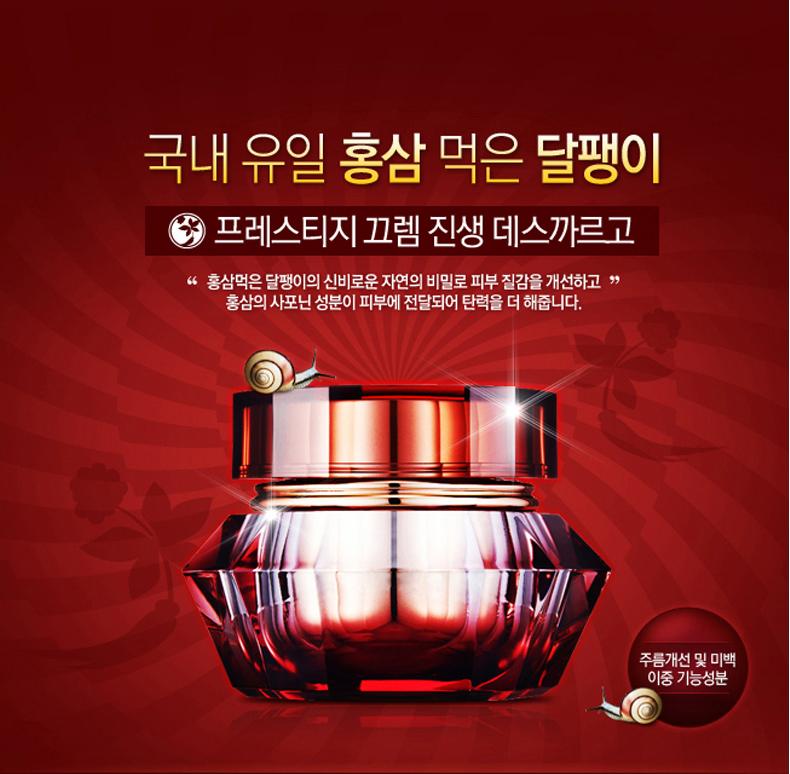 국내 유일 홍삼 먹은 달팽이
프레스티지 끄렘 진생 데스까르고
“ 홍삼먹은 달팽이의 신비로운 자연의 비밀로 피부 질감을 개선하고 ”
홍삼의 사포닌 성분이 피부에 전달되어 탄력을 더 해줍니다.
주름개선 및 미백
이중 기능성분